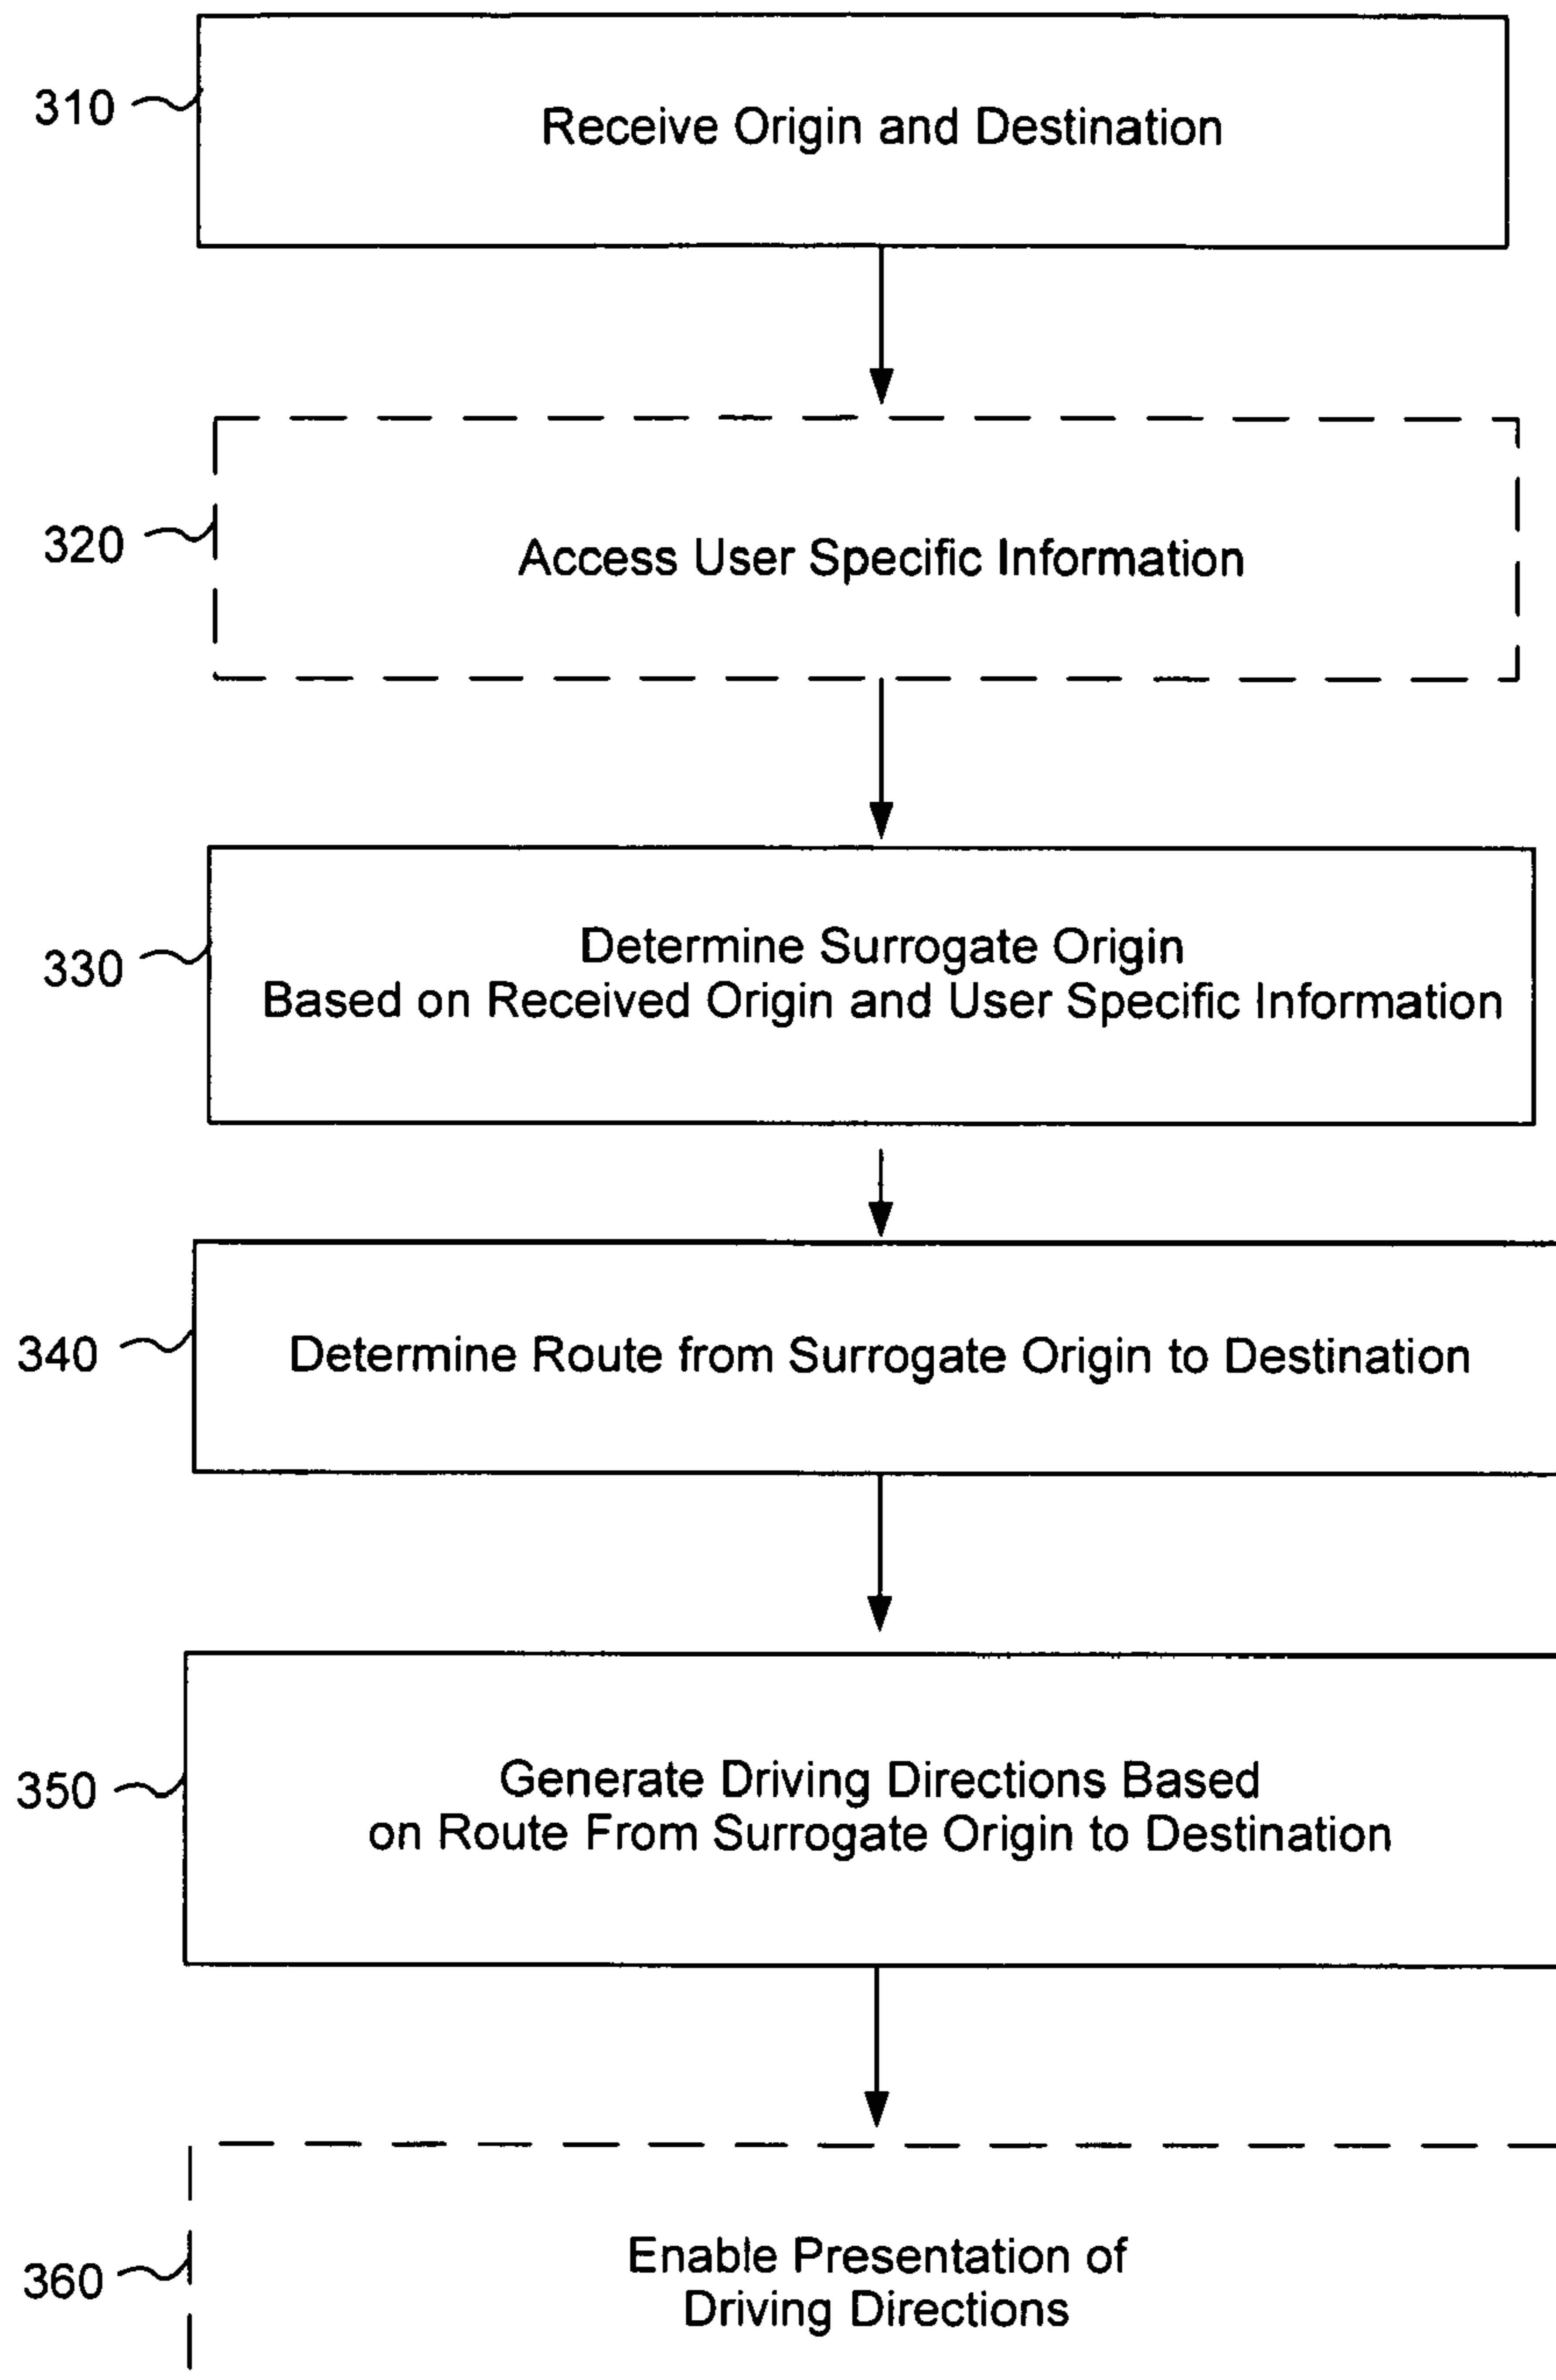 310
Receive Origin and Destination
320
Access User Specific Information
330
Determine Surrogate Origin
Based on Received Origin and User Specific Information
340
Determine Route from Surrogate Origin to Destination
350
Generate Driving Directions Based
on Route From Surrogate Origin to Destination
360
Enable Presentation of
Driving Directions